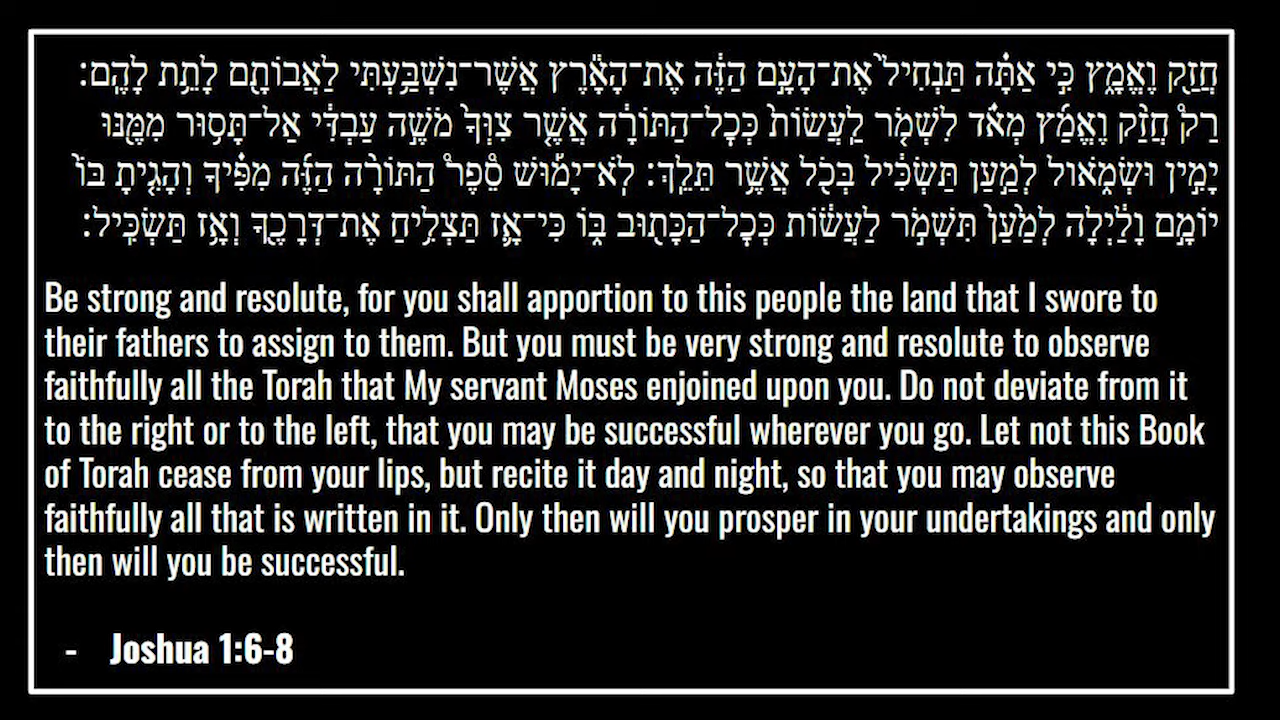 חֲזַ֖ק וֶאֱמָ֑ץ כִּ֣י אַתָּ֗ה תַּנְחִיל֙ אֶת־הָעָ֣ם הַזֶּ֔ה אֶת־הָאָ֕רֶץ אֲשֶׁר־נִשְׁבַּ֥עְתִּי לַאֲבוֹתָ֖ם לָתֵ֥ת לָהֶֽם׃
רַק֩ חֲזַ֨ק וֶאֱמַ֜ץ מְאֹ֗ד לִשְׁמֹ֤ר לַעֲשׂוֹת֙ כְּכׇל־הַתּוֹרָ֗ה אֲשֶׁ֤ר צִוְּךָ֙ מֹשֶׁ֣ה עַבְדִּ֔י אַל־תָּס֥וּר מִמֶּ֖נּוּ
יָמִ֣ין וּשְׂמֹ֑אול לְמַ֣עַן תַּשְׂכִּ֔יל בְּכֹ֖ל אֲשֶׁ֥ר תֵּלֵֽךְ׃ לֹֽא־יָמ֡וּשׁ סֵ֩פֶר֩ הַתּוֹרָ֨ה הַזֶּ֜ה מִפִּ֗יךָ וְהָגִ֤יתָ בּוֹ֙
יוֹמָ֣ם וָלַ֔יְלָה לְמַ֙עַן֙ תִּשְׁמֹ֣ר לַעֲשׂ֔וֹת כְּכׇל־הַכָּת֖וּב בּ֑וֹ כִּי־אָ֛ז תַּצְלִ֥יחַ אֶת־דְּרָכֶ֖ךָ וְאָ֥ז תַּשְׂכִּֽיל׃
Be strong and resolute, for you shall apportion to this people the land that I swore to
their fathers to assign to them. But you must be very strong and resolute to observe
faithfully all the Torah that My servant Moses enjoined upon you. Do not deviate from it
to the right or to the left, that you may be successful wherever you go. Let not this Book
of Torah cease from your lips, but recite it day and night, so that you may observe
faithfully all that is written in it. Only then will you prosper in your undertakings and only
then will you be successful.
- Joshua 1:6-8